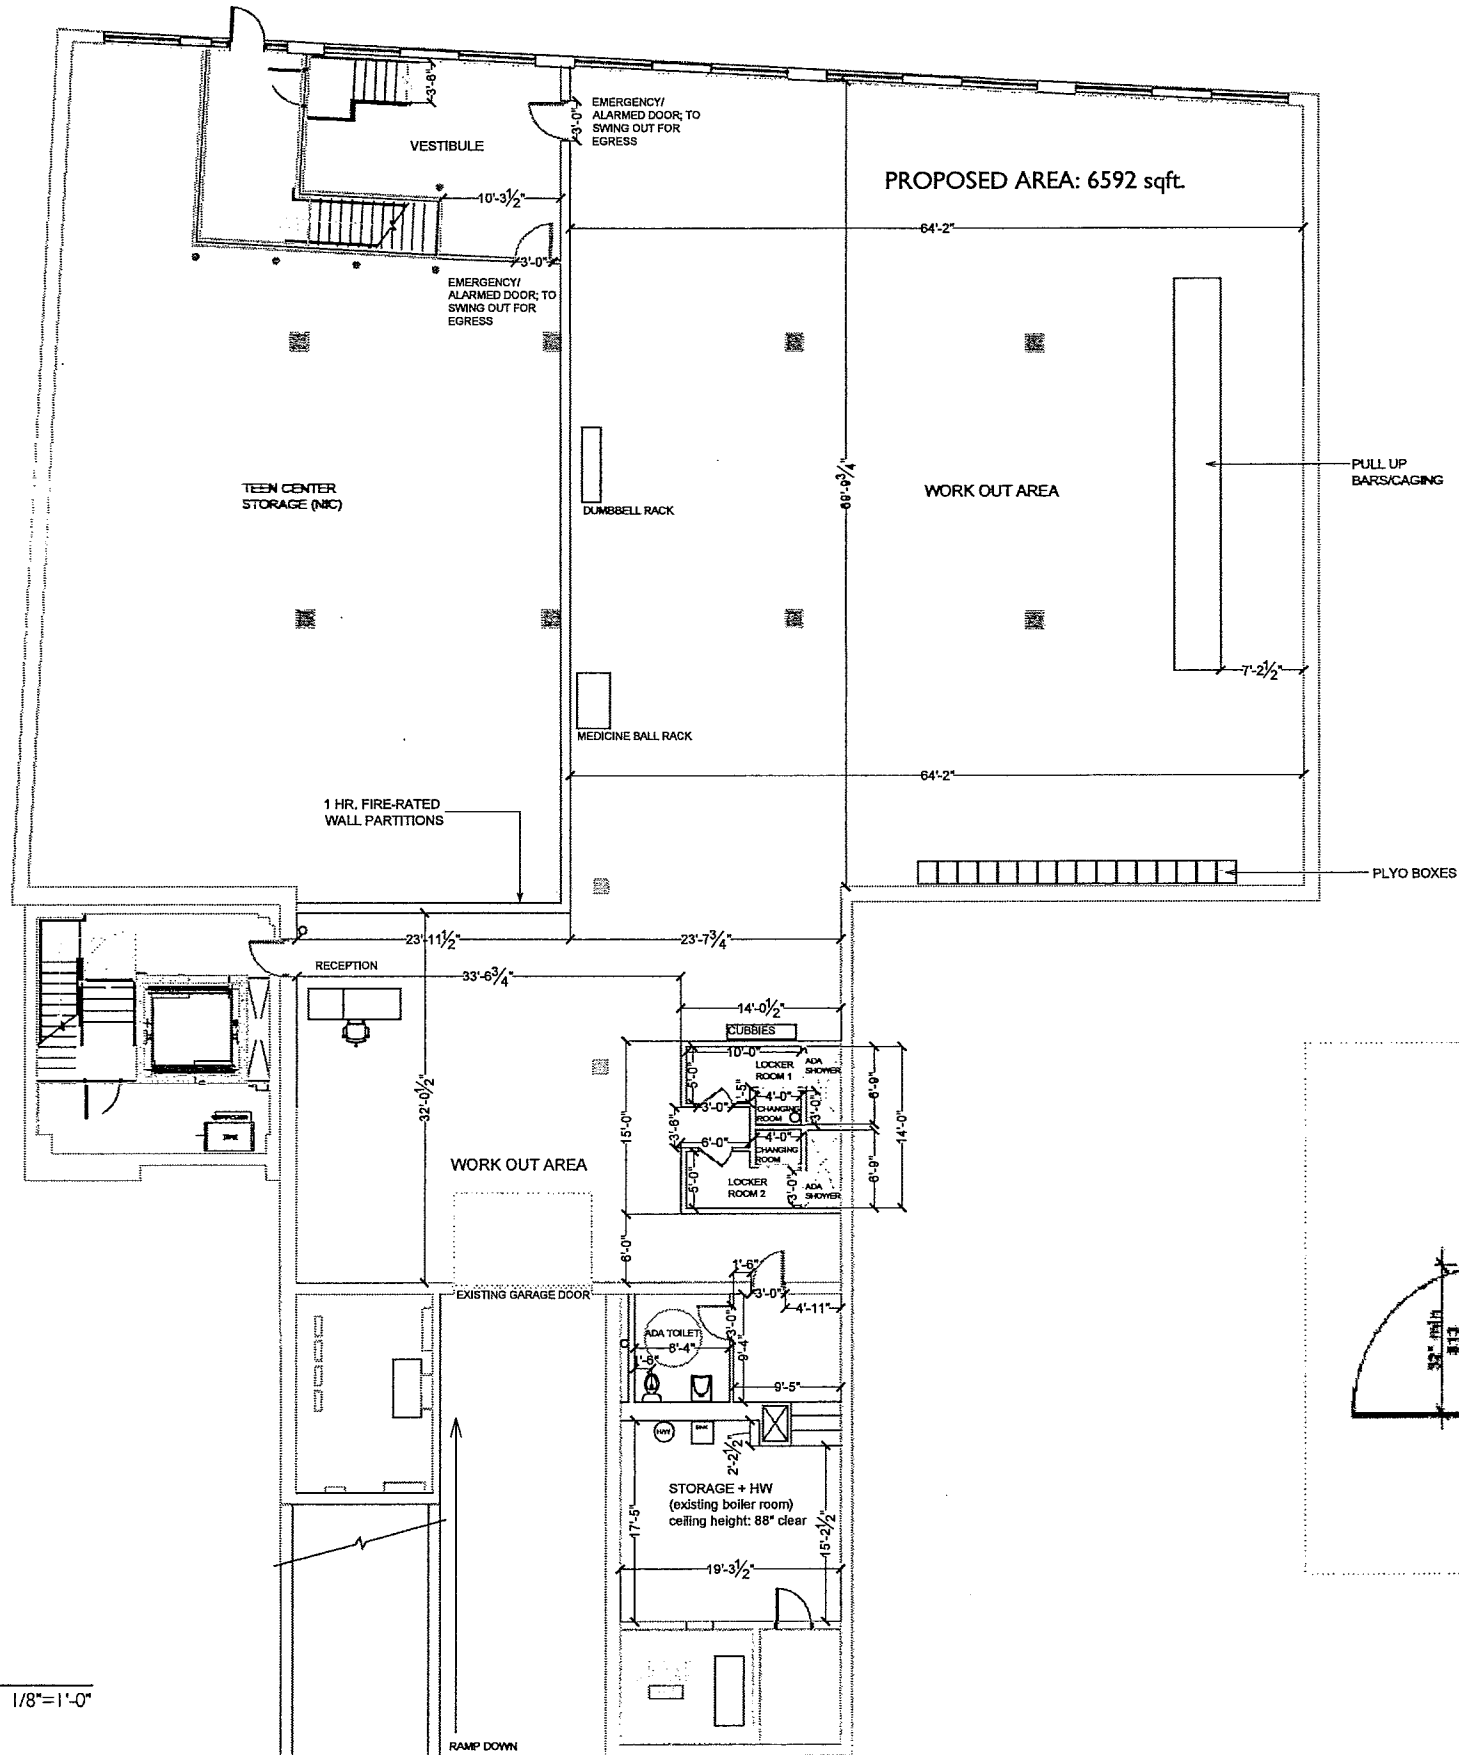 3'-6"
EMERGENCY/
ALARMED DOOR; TO
SWING OUT FOR
EGRESS
3'-0"
VESTIBULE
PROPOSED AREA: 6592 sqft.
10'-3½"
64'-2"
3'-0"
EMERGENCY/
ALARMED DOOR; TO
SWING OUT FOR
EGRESS
PULL UP
BARS/CAGING
TEEN CENTER
STORAGE (NIC)
69'-9¾"
WORK OUT AREA
DUMBBELL RACK
7'-2½"
MEDICINE BALL RACK
64'-2"
1 HR. FIRE-RATED
WALL PARTITIONS
PLYO BOXES
23'-11½"
23'-7¾"
RECEPTION
33'-6¾"
14'-0½"
CUBBIES
10'-0"
LOCKER
ROOM 1
ADA
SHOWER
5'-0"
1'-5"
4'-0"
3'-0"
6'-9"
3'-0"
CHANGING
ROOM
32'-0½"
15'-0"
3'-6"
14'-0"
6'-0"
4'-0"
CHANGING
ROOM
WORK OUT AREA
5'-0"
LOCKER
ROOM 2
3'-0"
ADA
SHOWER
6'-9"
6'-0"
1'-6"
3'-0"
4'-11"
EXISTING GARAGE DOOR
3'-0"
ADA TOILET
8'-4"
9'-4"
1'-6"
9'-5"
32" min
HW
2'-2½"
STORAGE + HW
(existing boiler room)
ceiling height: 88" clear
17'-5"
15'-2½"
19'-3½"
1/8"=1'-0"
RAMP DOWN